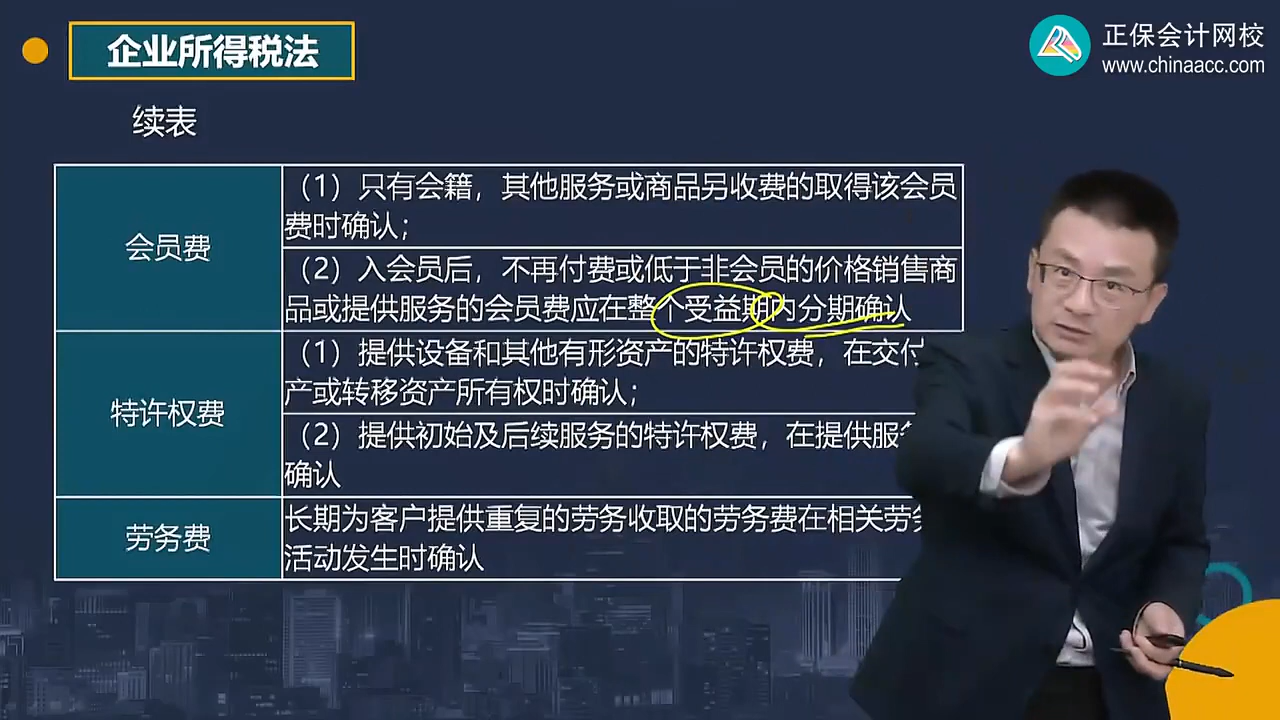 企业所得税法
正保会计网校
www.chinaacc.com
续表
会员费
（1）只有会籍，其他服务或商品另收费的取得该会员
费时确认；
（2）入会员后，不再付费或低于非会员的价格销售商
品或提供服务的会员费应在整个受益期内分期确认
特许权费
（1）提供设备和其他有形资产的特许权费，在交付
产或转移资产所有权时确认；
（2）提供初始及后续服务的特许权费，在提供服
确认
劳务费
长期为客户提供重复的劳务收取的劳务费在相关劳
活动发生时确认